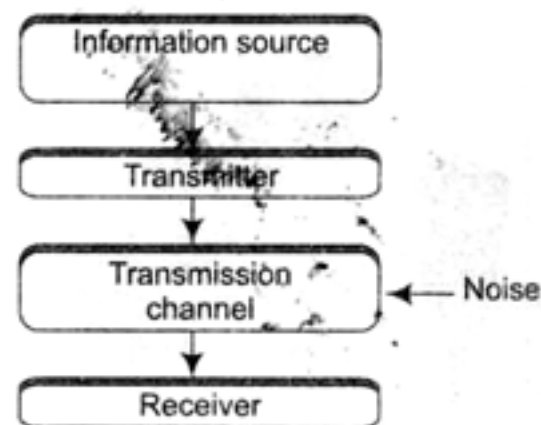 Information source
Transmitter
Transmission
channel
Noise
Receiver